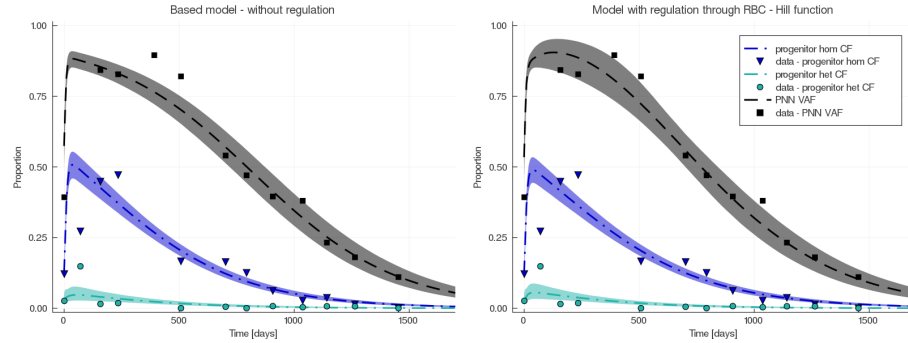 Based model - without regulation
1.00
0.75
0.50
0.25
0.00
Proportion
0
500
1000
1500
Time [days]
Model with regulation through RBC - Hill function
1.00
0.75
0.50
0.25
0.00
Proportion
0
500
1000
1500
Time [days]
progenitor hom CF
data - progenitor hom CF
progenitor het CF
data - progenitor het CF
PNN VAF
data - PNN VAF